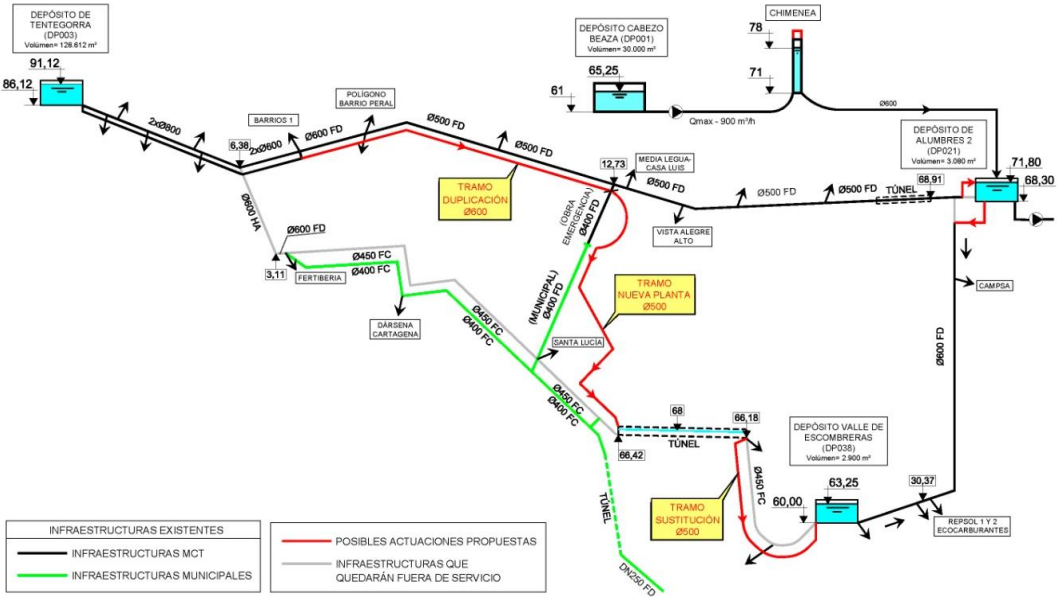 DEPÓSITO DE
TENTEGORRA
(DP003)
Volúmen= 128.612 m³
91,12
86,12
2xØ800
6,38
BARRIOS 1
2xØ600
Ø600 FD
POLÍGONO
BARRIO PERAL
Ø500 FD
Ø500 FD
TRAMO
DUPLICACIÓN
Ø600
12,73
MEDIA LEGUA-
CASA LUIS
Ø500 FD
VISTA ALEGRE
ALTO
Ø500 FD
Ø500 FD
TÚNEL
68,91
DEPÓSITO CABEZO
BEAZA (DP001)
Volúmen= 30.000 m³
65,25
61
Qmax - 900 m³/h
CHIMENEA
78
71
Ø600
DEPÓSITO DE
ALUMBRES 2
(DP021)
Volúmen= 3.080 m³
71,80
68,30
CAMPSA
Ø600 FD
Ø600 HA
Ø600 FD
3,11
FERTIBERIA
Ø450 FC
Ø400 FC
DÁRSENA
CARTAGENA
Ø450 FC
Ø400 FC
(OBRA
EMERGENCIA)
Ø400 FD
(MUNICIPAL)
Ø400 FD
SANTA LUCÍA
TRAMO
NUEVA PLANTA
Ø500
Ø450 FC
Ø400 FC
66,42
68
TÚNEL
66,18
TÚNEL
DN250 FD
Ø450 FC
TRAMO
SUSTITUCIÓN
Ø500
DEPÓSITO VALLE DE
ESCOMBRERAS
(DP038)
Volúmen= 2.900 m³
63,25
60,00
30,37
REPSOL 1 Y 2
ECOCARBURANTES
INFRAESTRUCTURAS EXISTENTES
INFRAESTRUCTURAS MCT
INFRAESTRUCTURAS MUNICIPALES
POSIBLES ACTUACIONES PROPUESTAS
INFRAESTRUCTURAS QUE
QUEDARÁN FUERA DE SERVICIO